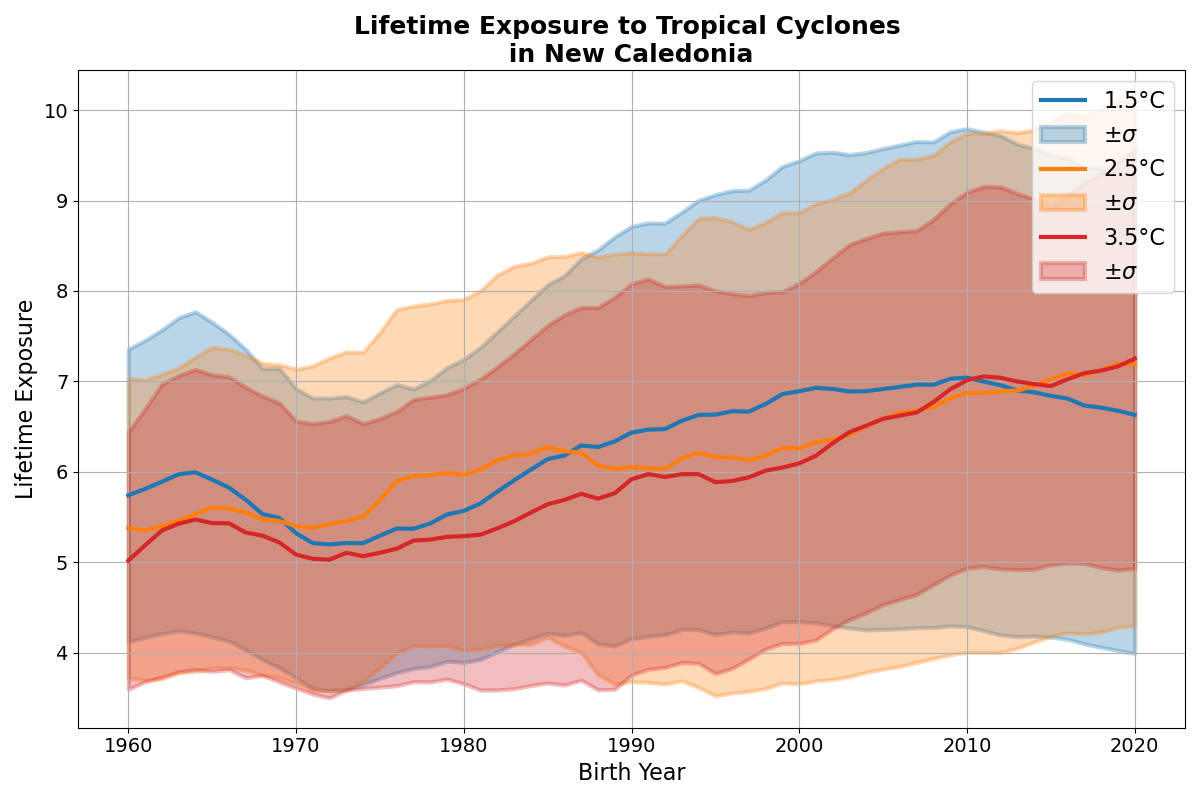 Lifetime Exposure to Tropical Cyclones
in New Caledonia
Lifetime Exposure
10
9
8
7
6
5
4
1960 1970 1980 1990 2000 2010 2020
Birth Year
1.5°C
±σ
2.5°C
±σ
3.5°C
±σ